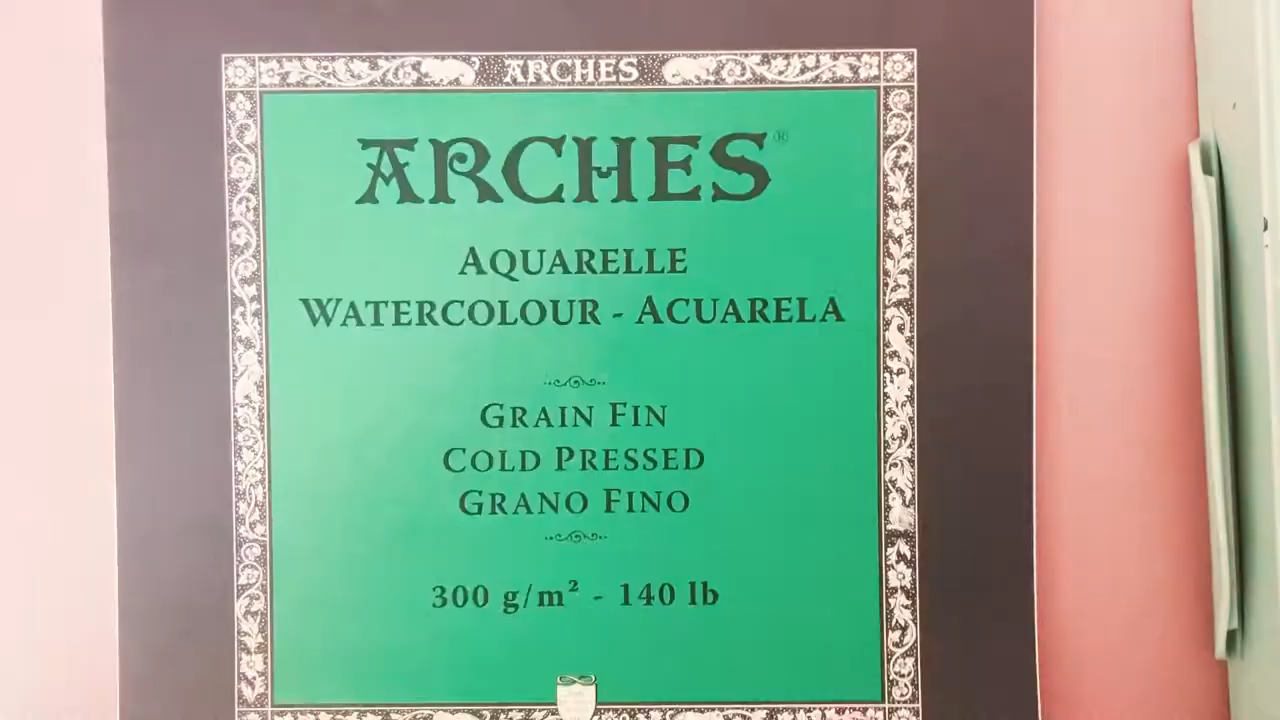 ARCHES
ARCHES®
AQUARELLE
WATERCOLOUR - ACUARELA
GRAIN FIN
COLD PRESSED
GRANO FINO
300 g/m² - 140 lb